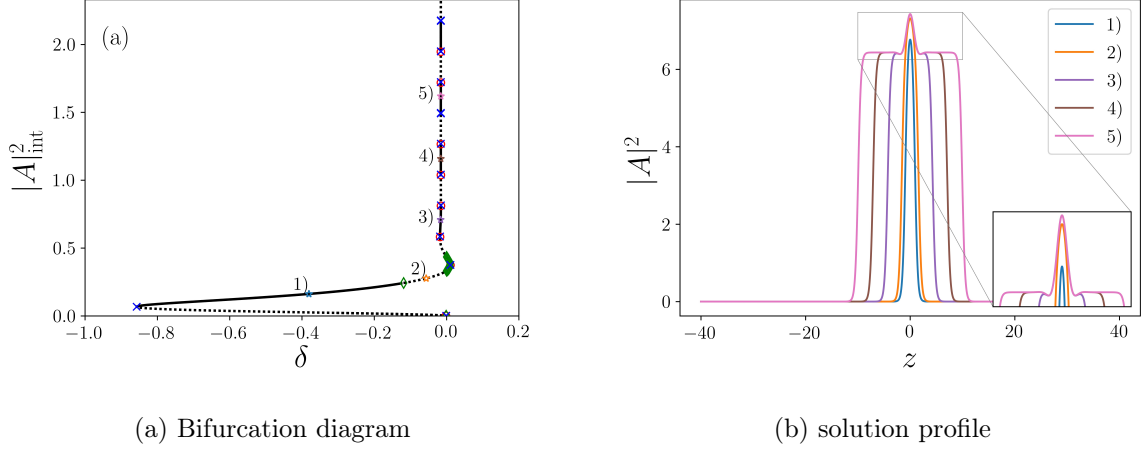 (a)
2.0
1.5
1.0
0.5
0.0
|A|²int
5)
4)
3)
2)
1)
−1.0 −0.8 −0.6 −0.4 −0.2 0.0 0.2
δ
6
4
2
0
|A|²
1)
2)
3)
4)
5)
−40 −20 0 20 40
z
(a) Bifurcation diagram
(b) solution profile